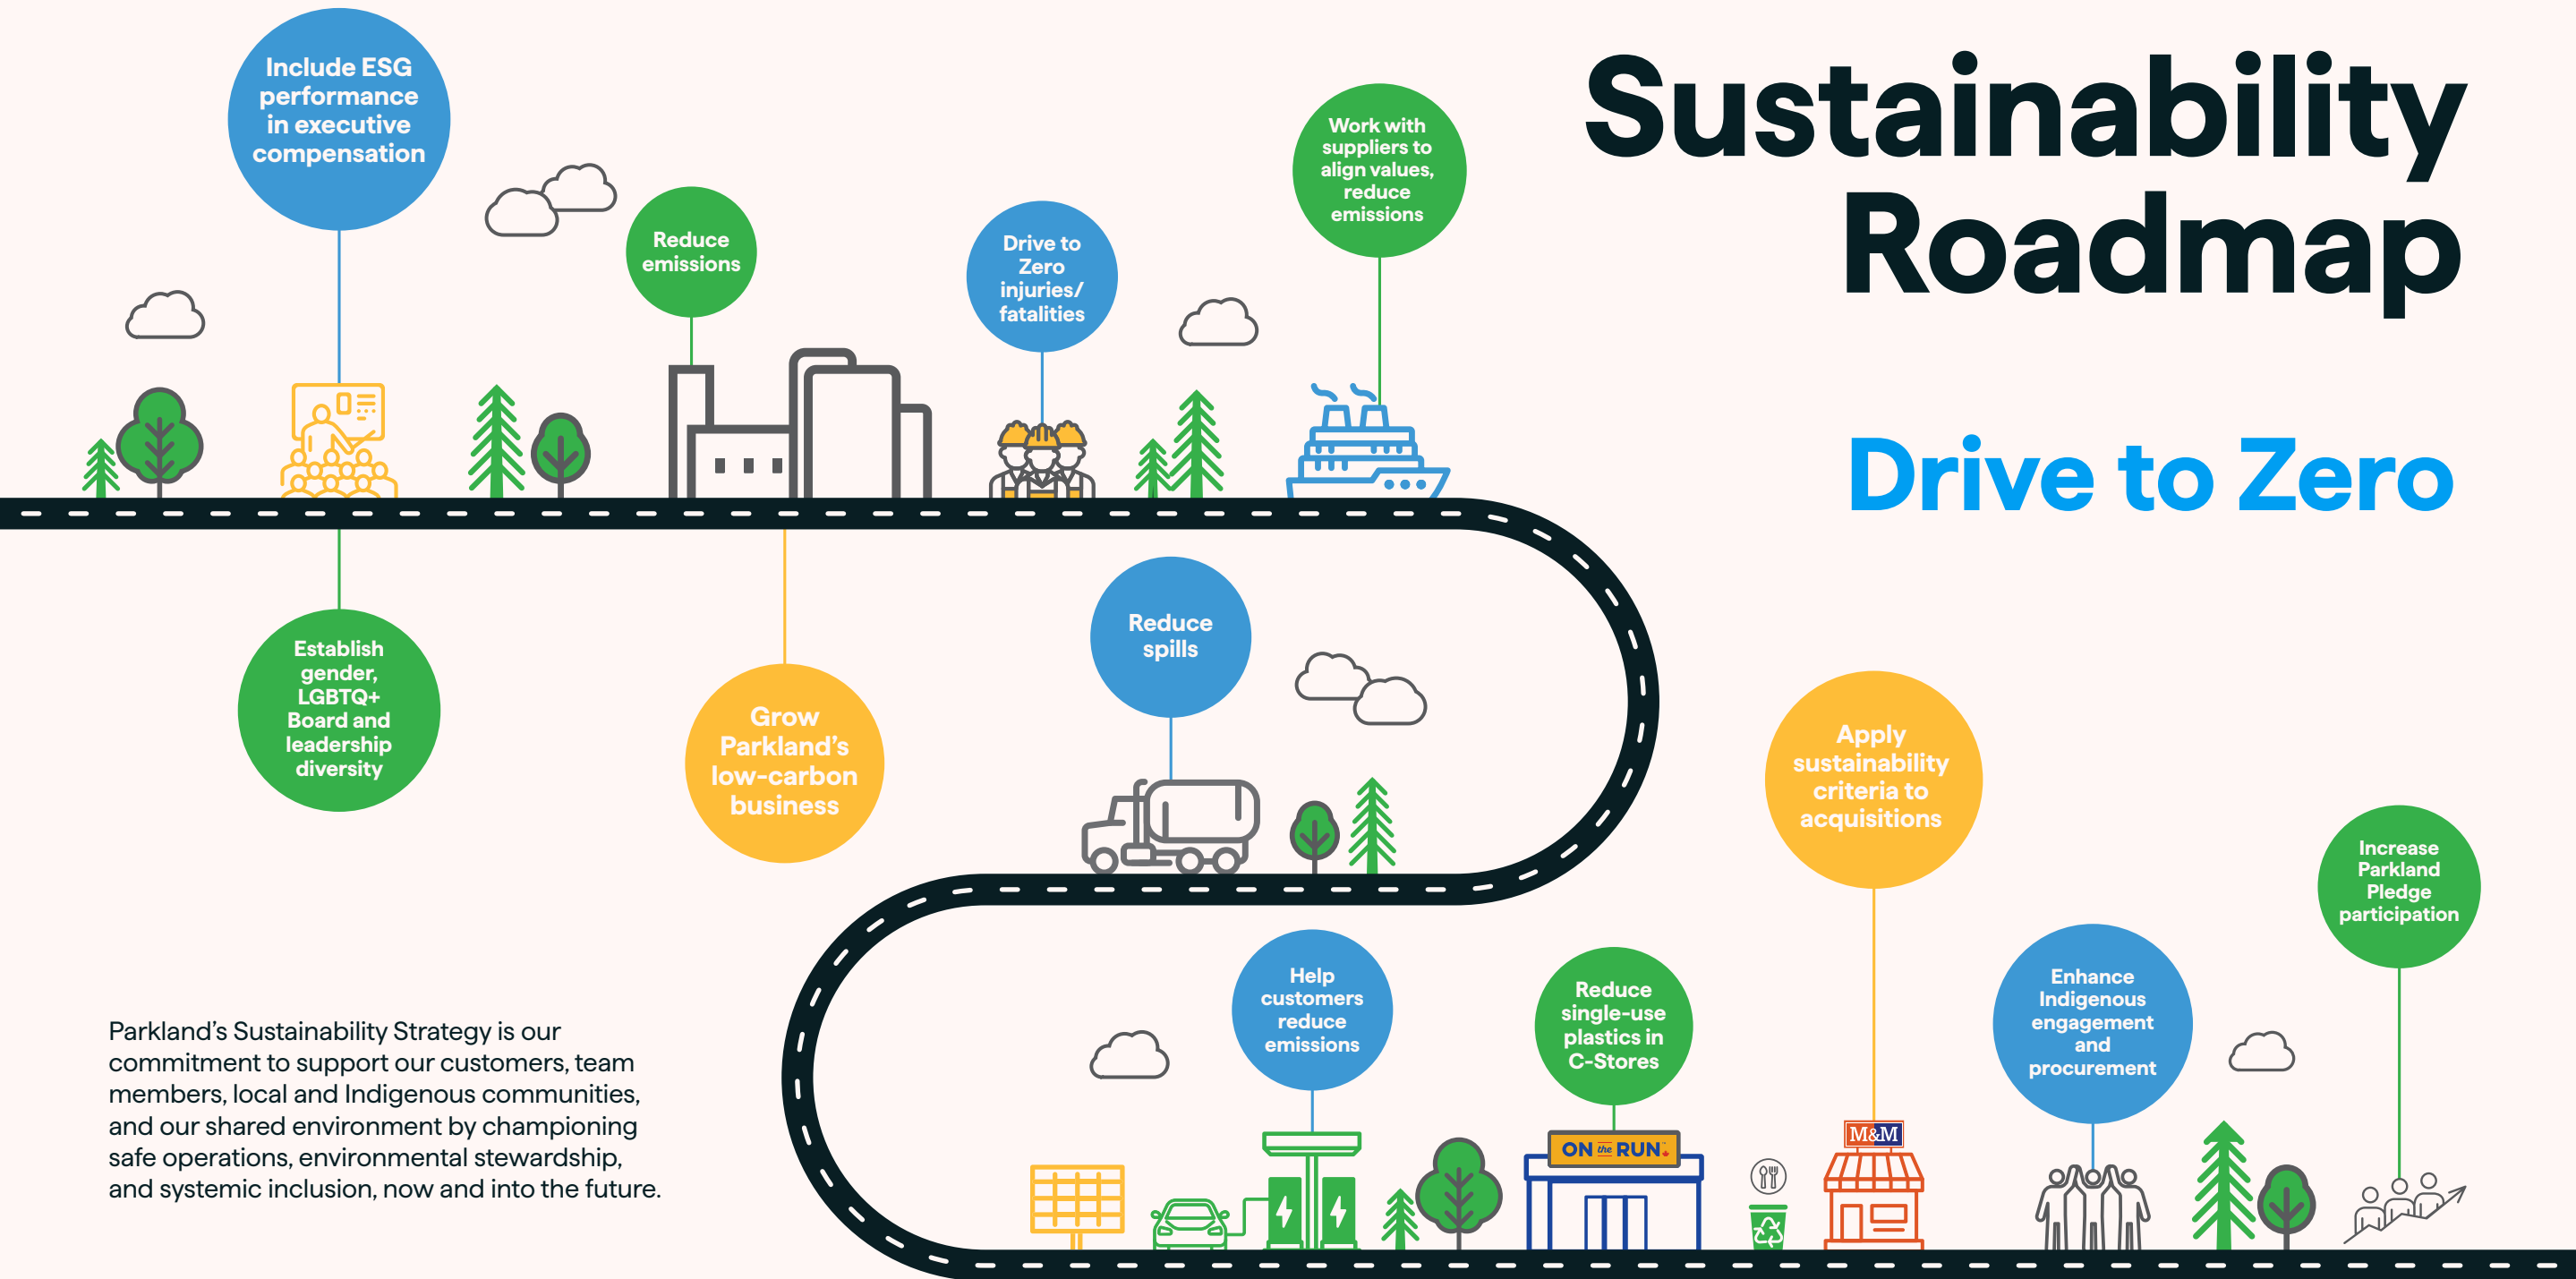 Sustainability
Roadmap
Drive to Zero
Include ESG
performance
in executive
compensation
Reduce
emissions
Drive to
Zero
injuries/
fatalities
Work with
suppliers to
align values,
reduce
emissions
Establish
gender,
LGBTQ+
Board and
leadership
diversity
Grow
Parkland’s
low-carbon
business
Reduce
spills
Apply
sustainability
criteria to
acquisitions
Increase
Parkland
Pledge
participation
Help
customers
reduce
emissions
Reduce
single-use
plastics in
C-Stores
Enhance
Indigenous
engagement
and
procurement
ON the RUN
M&M
Parkland’s Sustainability Strategy is our
commitment to support our customers, team
members, local and Indigenous communities,
and our shared environment by championing
safe operations, environmental stewardship,
and systemic inclusion, now and into the future.